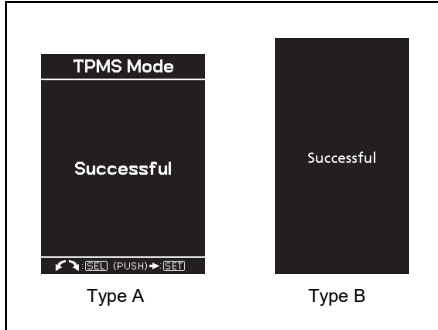 TPMS Mode
Successful
:SEL (PUSH)➔:SET
Type A
Successful
Type B